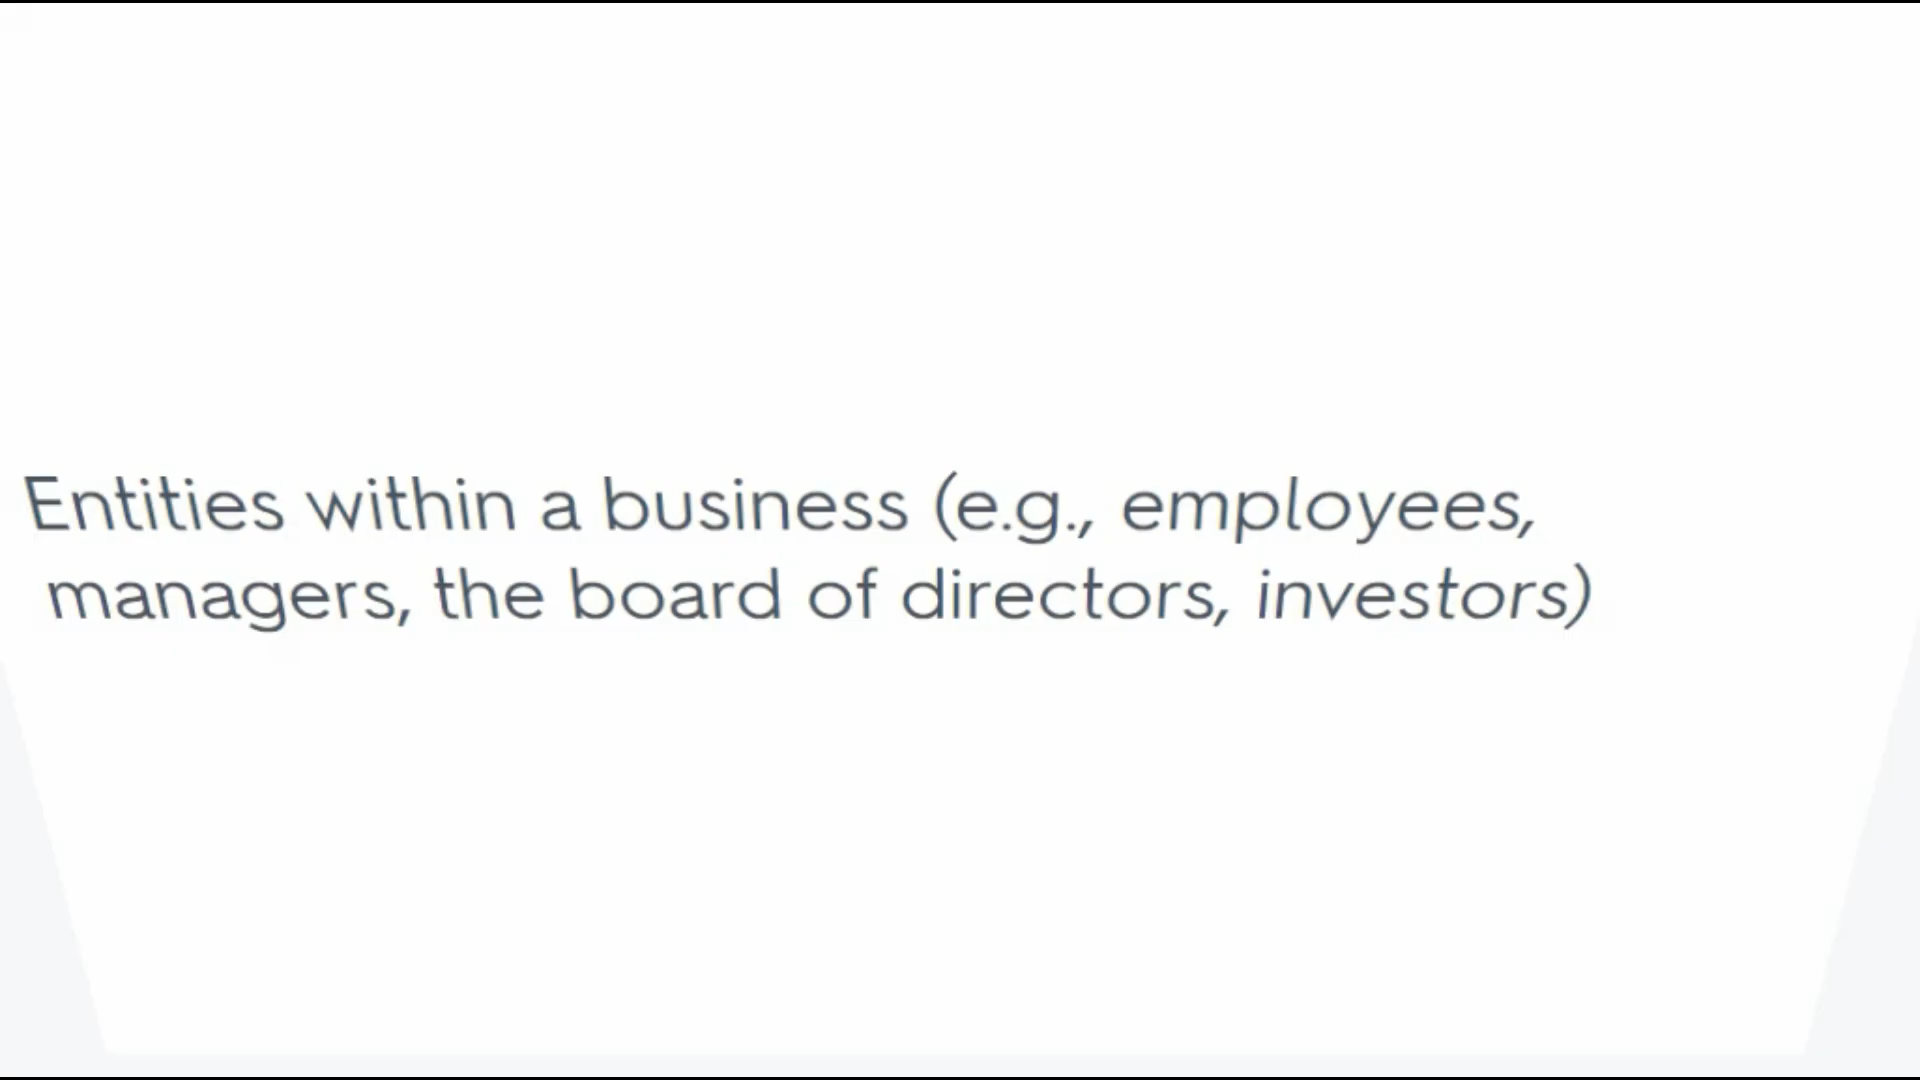 Entities within a business (e.g., employees,
managers, the board of directors, investors)